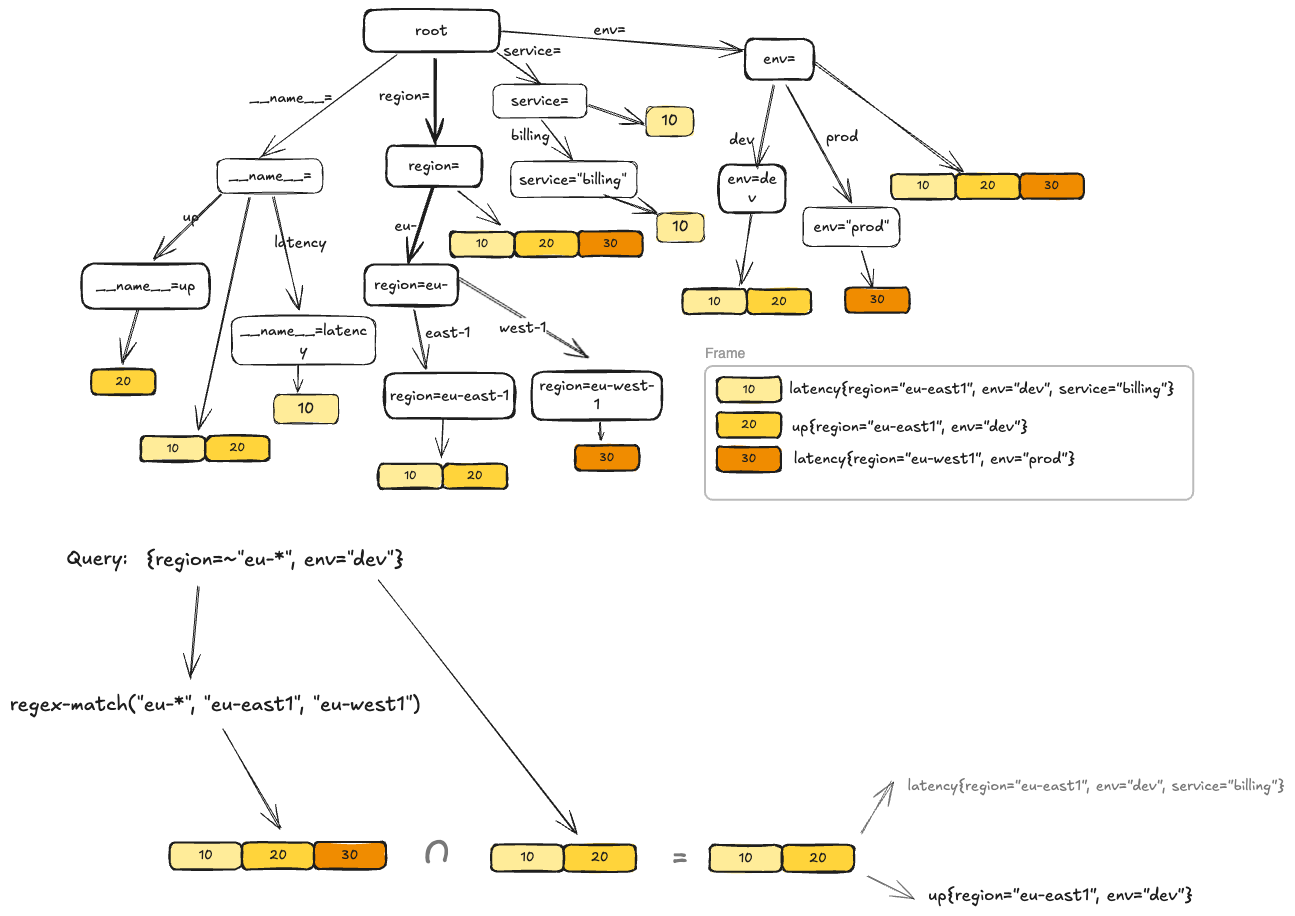 root
env=
service=
env=
__name__=
region=
service=
10
billing
dev
prod
region=
__name__=
service="billing"
env=de
v
10 20 30
up
latency
eu-
10 20 30
10
env="prod"
__name__=up
region=eu-
10 20
30
__name__=latenc
y
east-1
west-1
20
10
region=eu-east-1
region=eu-west-
1
10 20
10 20
30
Frame
10 latency{region="eu-east1", env="dev", service="billing"}
20 up{region="eu-east1", env="dev"}
30 latency{region="eu-west1", env="prod"}
Query: {region=~"eu-*", env="dev"}
regex-match("eu-*", "eu-east1", "eu-west1")
10 20 30 ∩ 10 20 = 10 20
latency{region="eu-east1", env="dev", service="billing"}
up{region="eu-east1", env="dev"}